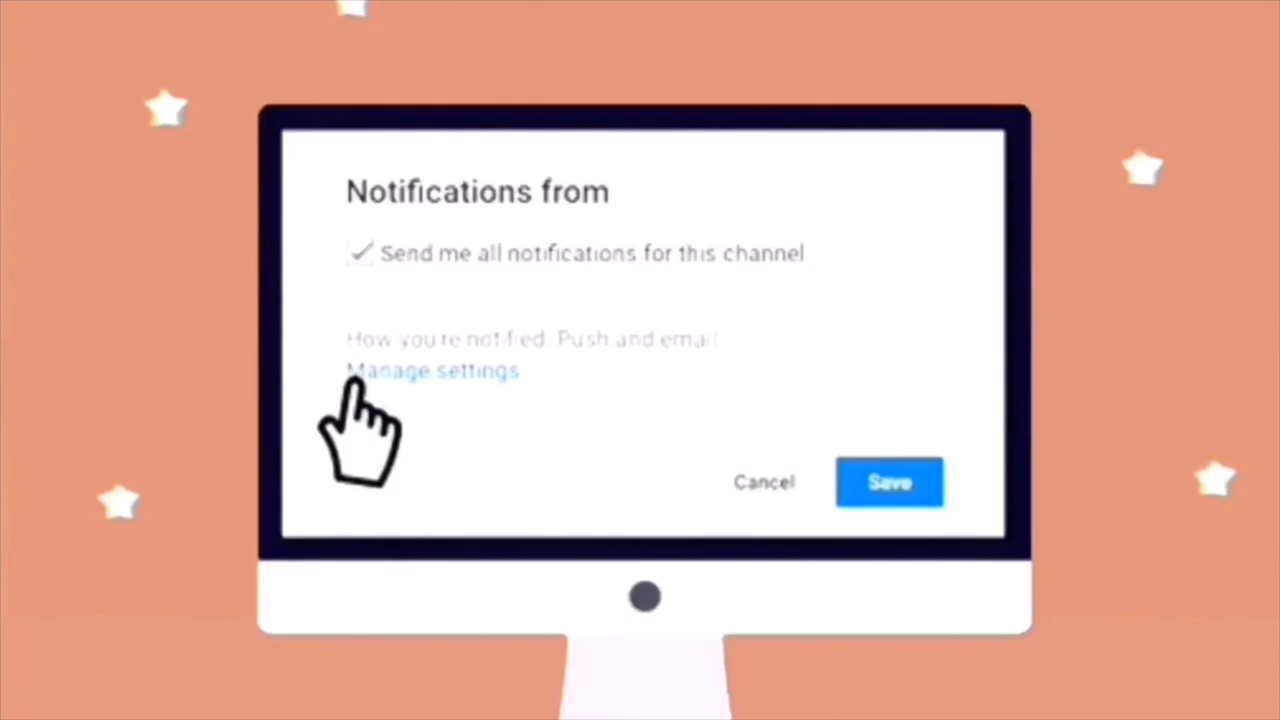 Notifications from
Send me all notifications for this channel
How you're notified. Push and email
Manage settings
Cancel
Save